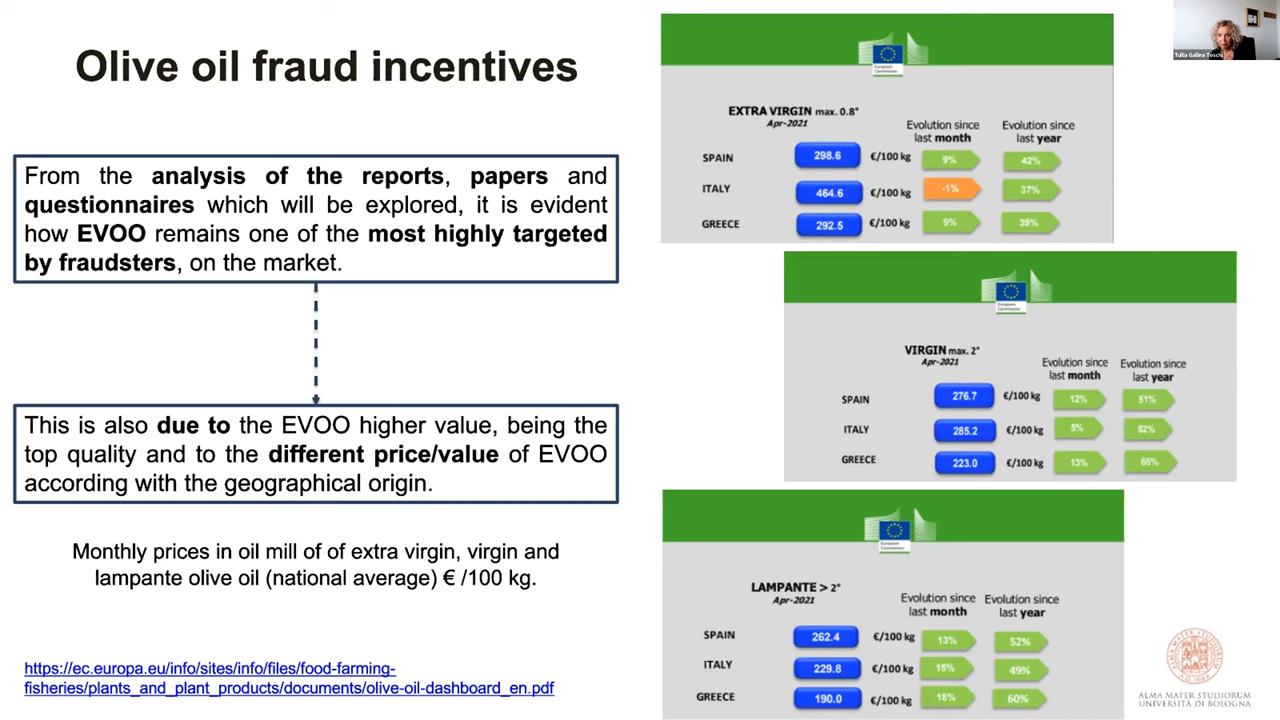 Olive oil fraud incentives
From the analysis of the reports, papers and
questionnaires which will be explored, it is evident
how EVOO remains one of the most highly targeted
by fraudsters, on the market.
This is also due to the EVOO higher value, being the
top quality and to the different price/value of EVOO
according with the geographical origin.
Monthly prices in oil mill of of extra virgin, virgin and
lampante olive oil (national average) € /100 kg.
https://ec.europa.eu/info/sites/info/files/food-farming-
fisheries/plants_and_plant_products/documents/olive-oil-dashboard_en.pdf
European
Commission
EXTRA VIRGIN max. 0.8°
Apr-2021
Evolution since
last month
Evolution since
last year
SPAIN 298.6 €/100 kg 9% 42%
ITALY 464.6 €/100 kg -1% 37%
GREECE 292.5 €/100 kg 9% 39%
European
Commission
VIRGIN max. 2°
Apr-2021
Evolution since
last month
Evolution since
last year
SPAIN 276.7 €/100 kg 12% 51%
ITALY 285.2 €/100 kg 5% 52%
GREECE 223.0 €/100 kg 13% 65%
European
Commission
LAMPANTE > 2°
Apr-2021
Evolution since
last month
Evolution since
last year
SPAIN 262.4 €/100 kg 13% 52%
ITALY 229.8 €/100 kg 49%
GREECE 190.0 €/100 kg 18% 60%
Tullia Gallina Toschi
ALMA MATER STUDIORUM
UNIVERSITÀ DI BOLOGNA